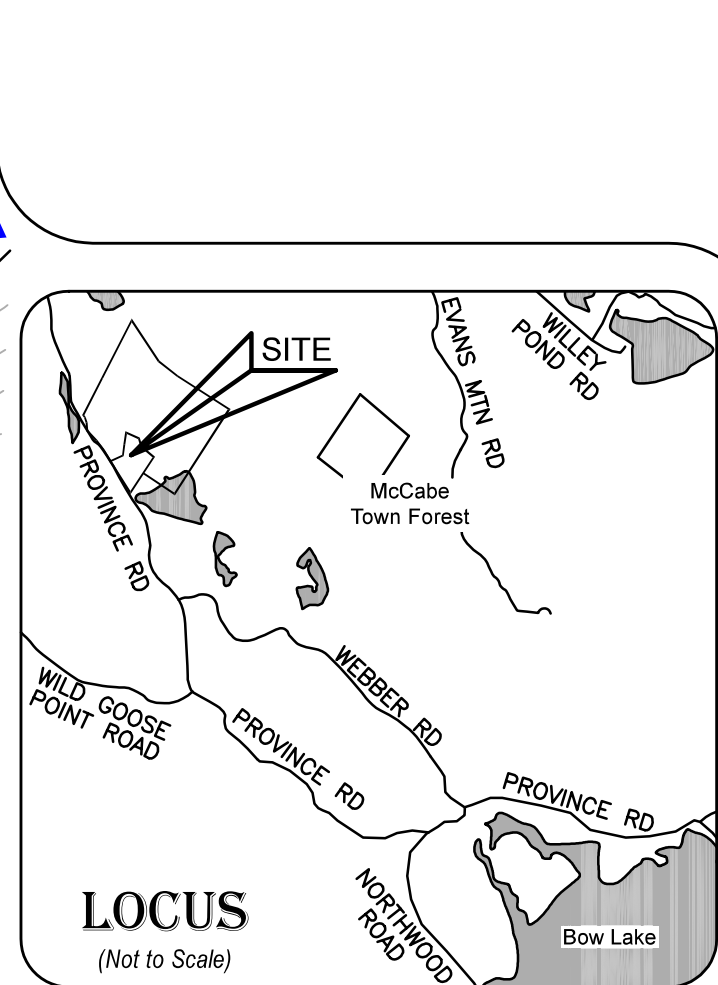 SITE
EVANS MTN RD
WILLEY
POND RD
McCabe
Town Forest
PROVINCE RD
WILD GOOSE
POINT ROAD
WEBBER RD
PROVINCE RD
PROVINCE RD
NORTHWOOD
ROAD
LOCUS
(Not to Scale)
Bow Lake